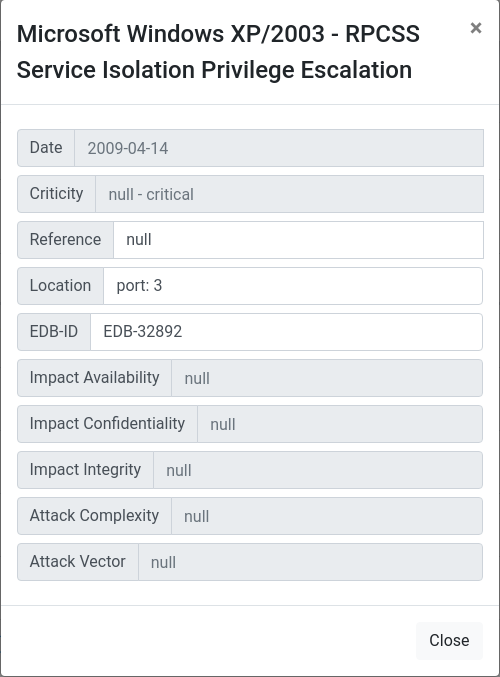 Microsoft Windows XP/2003 - RPCSS
Service Isolation Privilege Escalation
×
Date 2009-04-14
Criticity null - critical
Reference null
Location port: 3
EDB-ID EDB-32892
Impact Availability null
Impact Confidentiality null
Impact Integrity null
Attack Complexity null
Attack Vector null
Close